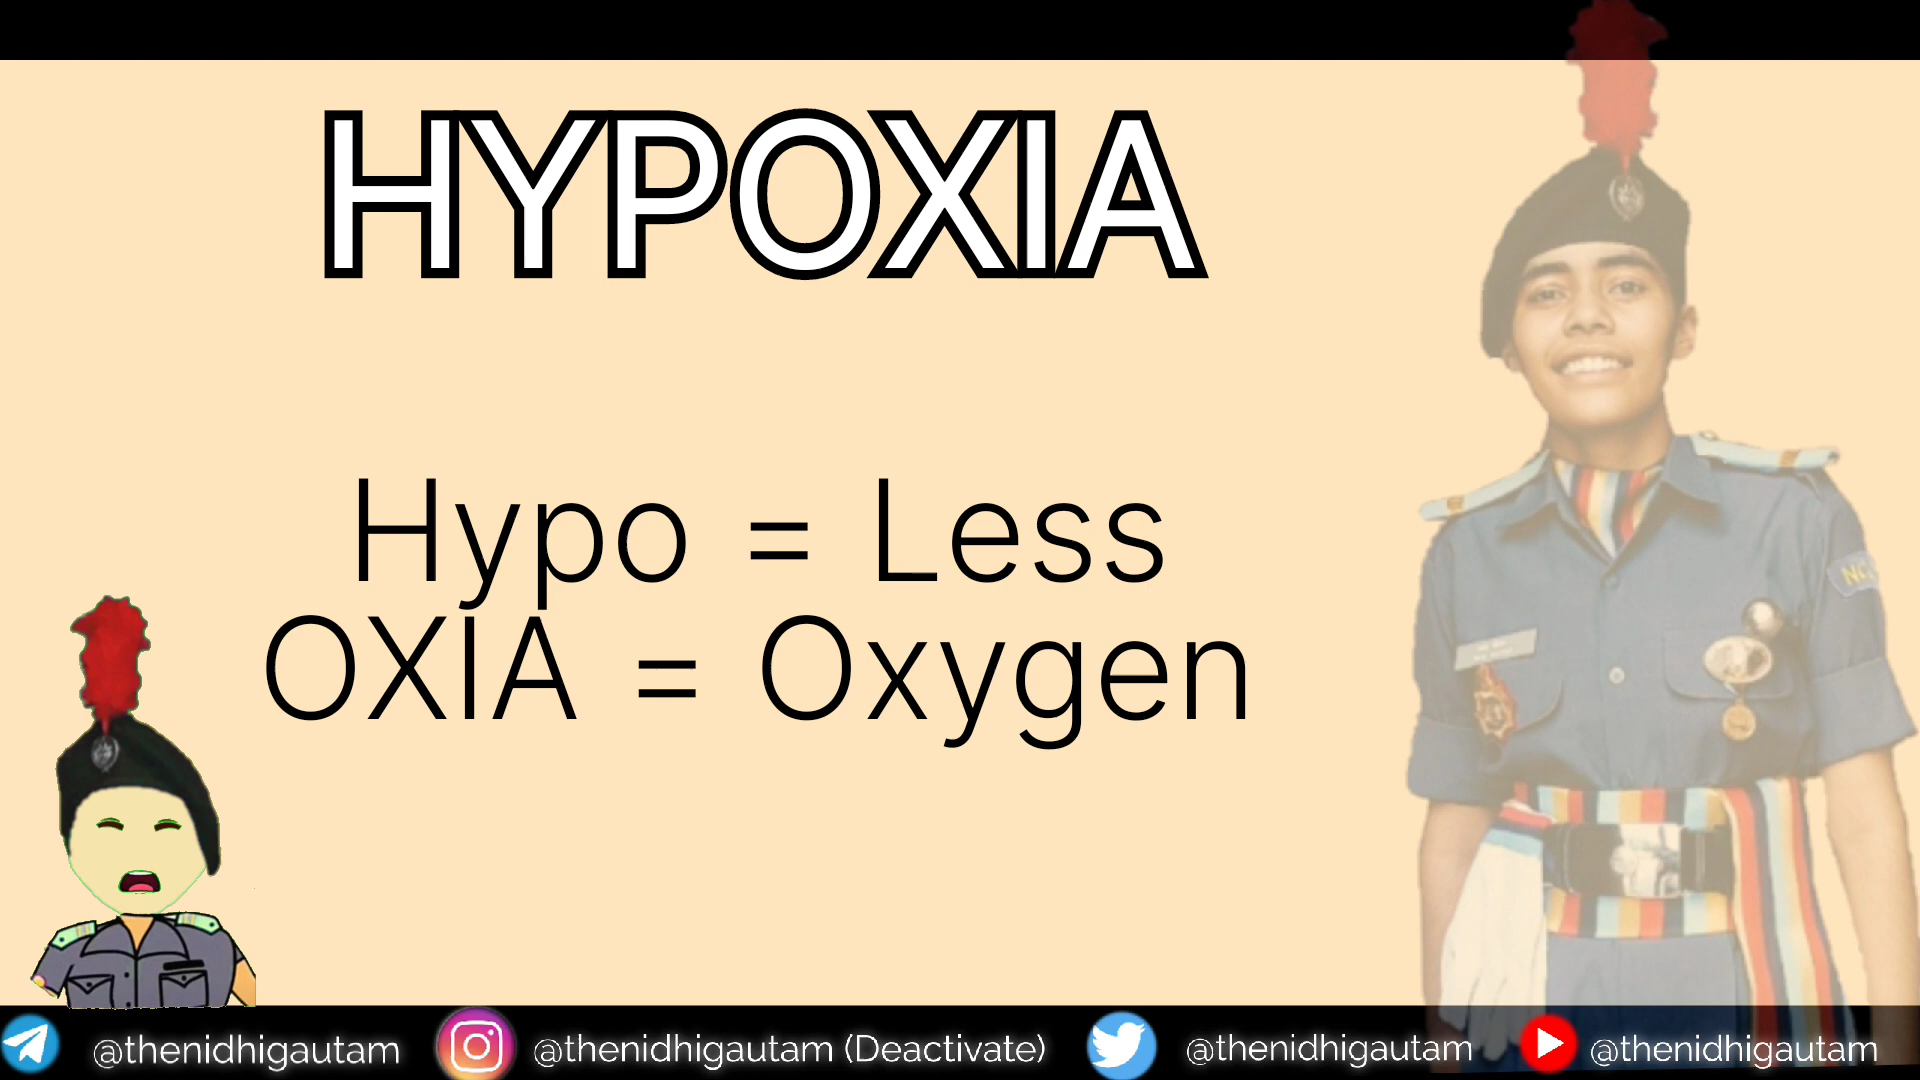 HYPOXIA
Hypo = Less
OXIA = Oxygen
@thenidhigautam
@thenidhigautam (Deactivate)
@thenidhigautam
@thenidhigautam